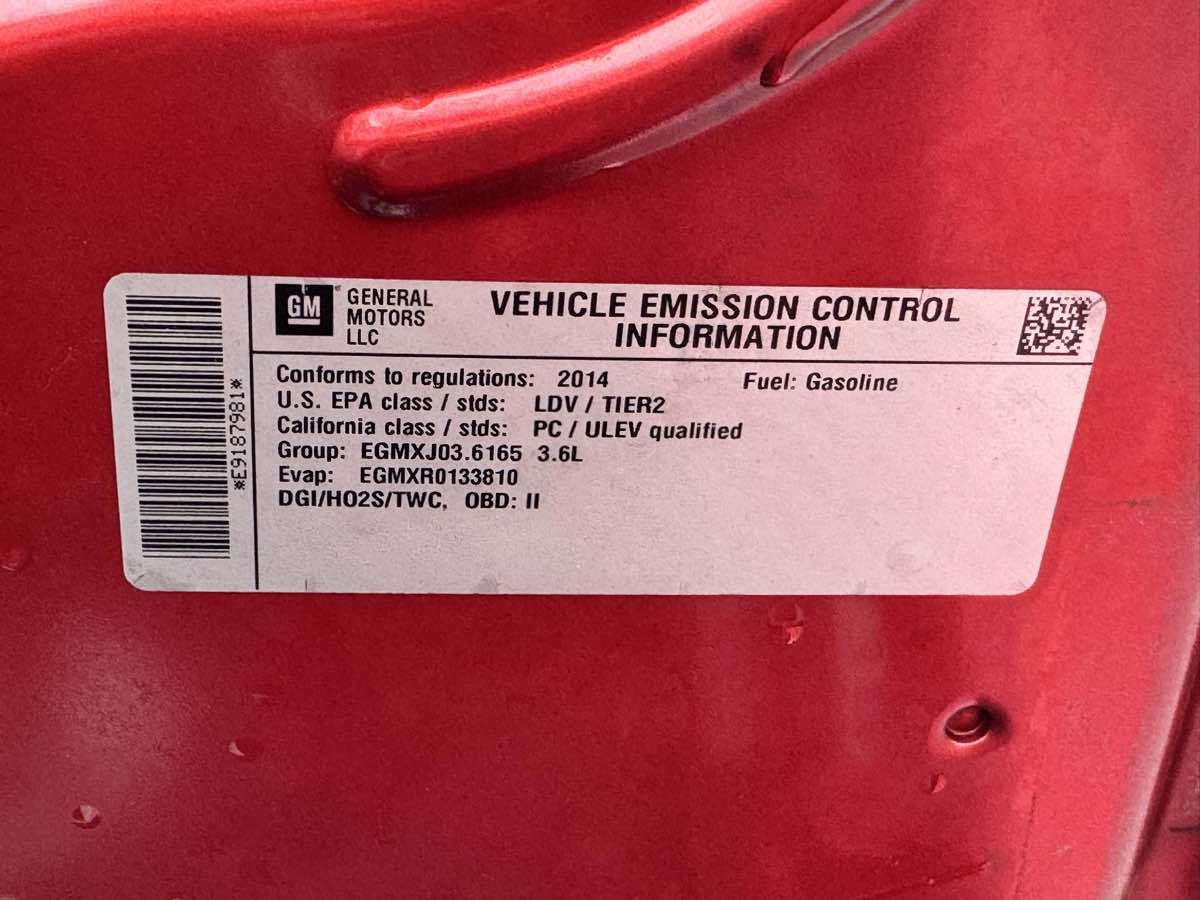 GM
GENERAL
MOTORS
LLC
VEHICLE EMISSION CONTROL
INFORMATION
Conforms to regulations: 2014 Fuel: Gasoline
U.S. EPA class / stds: LDV / TIER2
California class / stds: PC / ULEV qualified
Group: EGMXJ03.6165 3.6L
Evap: EGMXR0133810
DGI/HO2S/TWC, OBD: II
*E9187981*